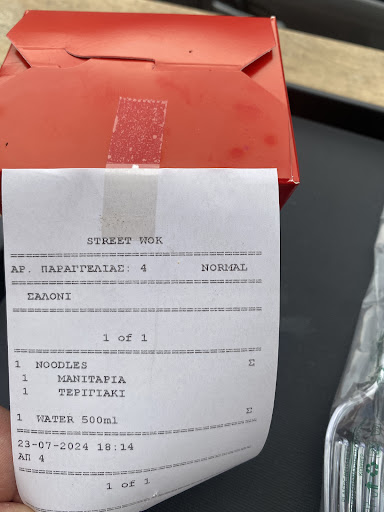 STREET WOK
ΑΡ. ΠΑΡΑΓΓΕΛΙΑΣ: 4 NORMAL
ΣΑΛΟΝΙ
1 of 1
1 NOODLES Σ
1 ΜΑΝΙΤΑΡΙΑ
1 ΤΕΡΙΓΙΑΚΙ
1 WATER 500ml Σ
23-07-2024 18:14
ΑΠ 4
1 of 1